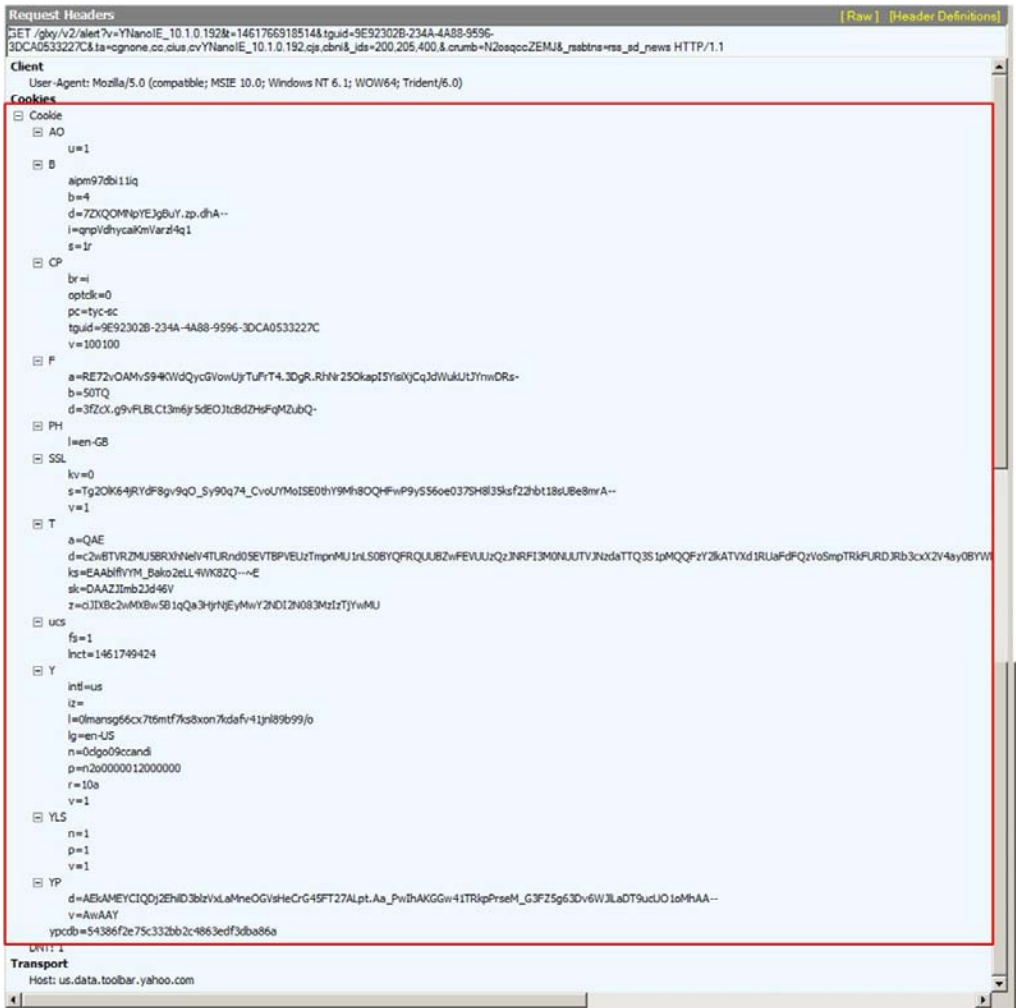 Request Headers [ Raw ] [Header Definitions]
GET /glxy/v2/alert?v=YNanoIE_10.1.0.192&t=1461766918514&tguid=9E92302B-234A-4A88-9596-
3DCA0533227C&ta=cgnone,cc,cius,cvYNanoIE_10.1.0.192,cjs,cbni&_ids=200,205,400,&.crumb=N2osqccZEMJ&_rssbtns=rss_sd_news HTTP/1.1
Client
User-Agent: Mozilla/5.0 (compatible; MSIE 10.0; Windows NT 6.1; WOW64; Trident/6.0)
Cookies
Cookie
AO
u=1
B
aipm97dbi11iq
b=4
d=7ZXQOMNpYEJgBuY.zp.dhA--
i=qnpVdhycaiKmVarzl4q1
s=1r
CP
br=i
optclk=0
pc=tyc-sc
tguid=9E92302B-234A-4A88-9596-3DCA0533227C
v=100100
F
a=RE72vOAMvS94KWdQycGVowUjrTuFrT4.3DgR.RhNr25OkapI5YisiXjCqJdWukUtJYnwDRs-
b=50TQ
d=3fZcX.g9vFLBLCt3m6jr5dEOJtcBdZHsFqMZubQ-
PH
l=en-GB
SSL
kv=0
s=Tg2OlK64jRYdF8gv9qO_Sy90q74_CvoUYMoISE0thY9Mh8OQHFwP9yS56oe037SH8l35ksf22hbt18sUBe8mrA--
v=1
T
a=QAE
ks=EAAblflVYM_Bako2eLL4WK8ZQ--~E
sk=DAAZJImb2Jd46V
z=ciJIXBc2wMXBwSB1qQa3HjrNjEyMwY2NDI2N083MzIzTjYwMU
ucs
fs=1
lnct=1461749424
Y
intl=us
iz=
l=0lmansg66cx7t6mtf7ks8xon7kdafv41jnl89b99/o
lg=en-US
n=0clgo09ccandi
p=n2o0000012000000
r=10a
v=1
YLS
n=1
p=1
v=1
YP
d=AEkAMEYCIQDj2EhilD3blzVxLaMneOGVsHeCrG45FT27ALpt.Aa_PwIhAKGGw41TRkpPrseM_G3FZ5g63Dv6WJLaDT9ucUO1oMhAA--
v=AwAAY
ypcdb=54386f2e75c332bb2c4863edf3dba86a
DNT: 1
Transport
Host: us.data.toolbar.yahoo.com